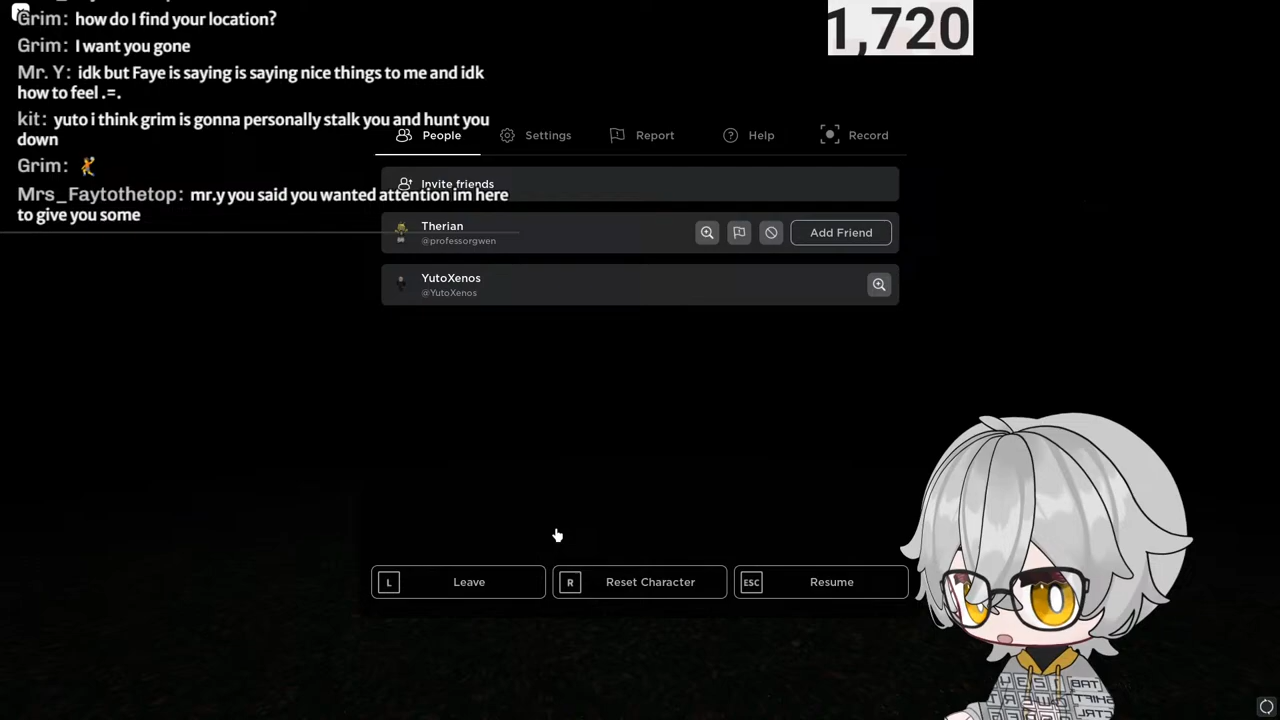 Grim: how do I find your location?
Grim: I want you gone
Mr. Y: idk but Faye is saying is saying nice things to me and idk
how to feel .=.
kit: yuto i think grim is gonna personally stalk you and hunt you
down
Grim:
Mrs_Faytothetop: mr.y you said you wanted attention im here
to give you some
1,720
People
Settings
Report
Help
Record
Invite friends
Therian
@professorgwen
Add Friend
YutoXenos
@YutoXenos
L Leave
R Reset Character
ESC Resume
TAB
SHIFT
CTRL